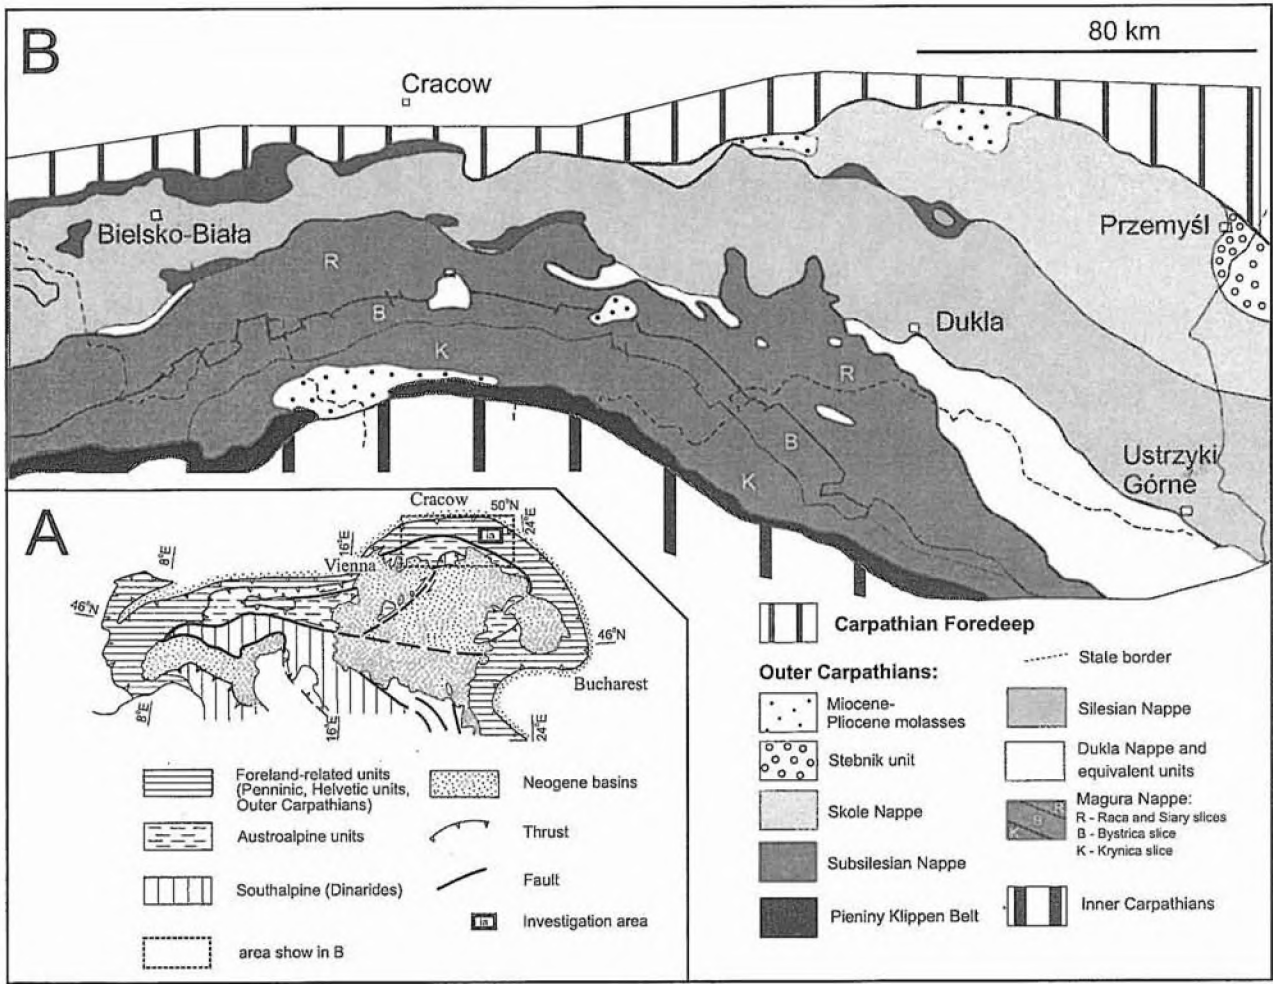 B
80 km
Cracow
Bielsko-Biała
Przemyśl
R
B
K
Dukla
R
B
K
Ustrzyki
Górne
A
Cracow
50°N
24°E
ia
16°E
Vienna
8°E
46°N
46°N
Bucharest
8°E
16°E
24°E
Foreland-related units
(Penninic, Helvetic units,
Outer Carpathians)
Austroalpine units
Southalpine (Dinarides)
area show in B
Neogene basins
Thrust
Fault
ia
Investigation area
Carpathian Foredeep
Outer Carpathians:
Miocene-
Pliocene molasses
Stebnik unit
Skole Nappe
Subsilesian Nappe
Pieniny Klippen Belt
State border
Silesian Nappe
Dukla Nappe and
equivalent units
R
B
K
Magura Nappe:
R - Raca and Siary slices
B - Bystrica slice
K - Krynica slice
Inner Carpathians